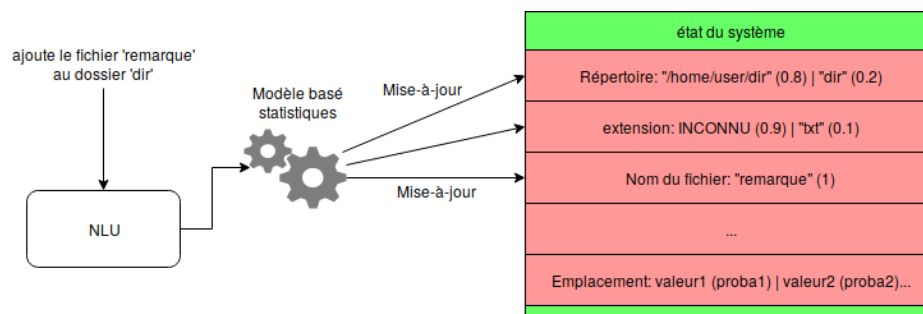 ajoute le fichier 'remarque'
au dossier 'dir'
NLU
Modèle basé
statistiques
Mise-à-jour
Mise-à-jour
état du système
Répertoire: "/home/user/dir" (0.8) | "dir" (0.2)
extension: INCONNU (0.9) | "txt" (0.1)
Nom du fichier: "remarque" (1)
...
Emplacement: valeur1 (proba1) | valeur2 (proba2)...